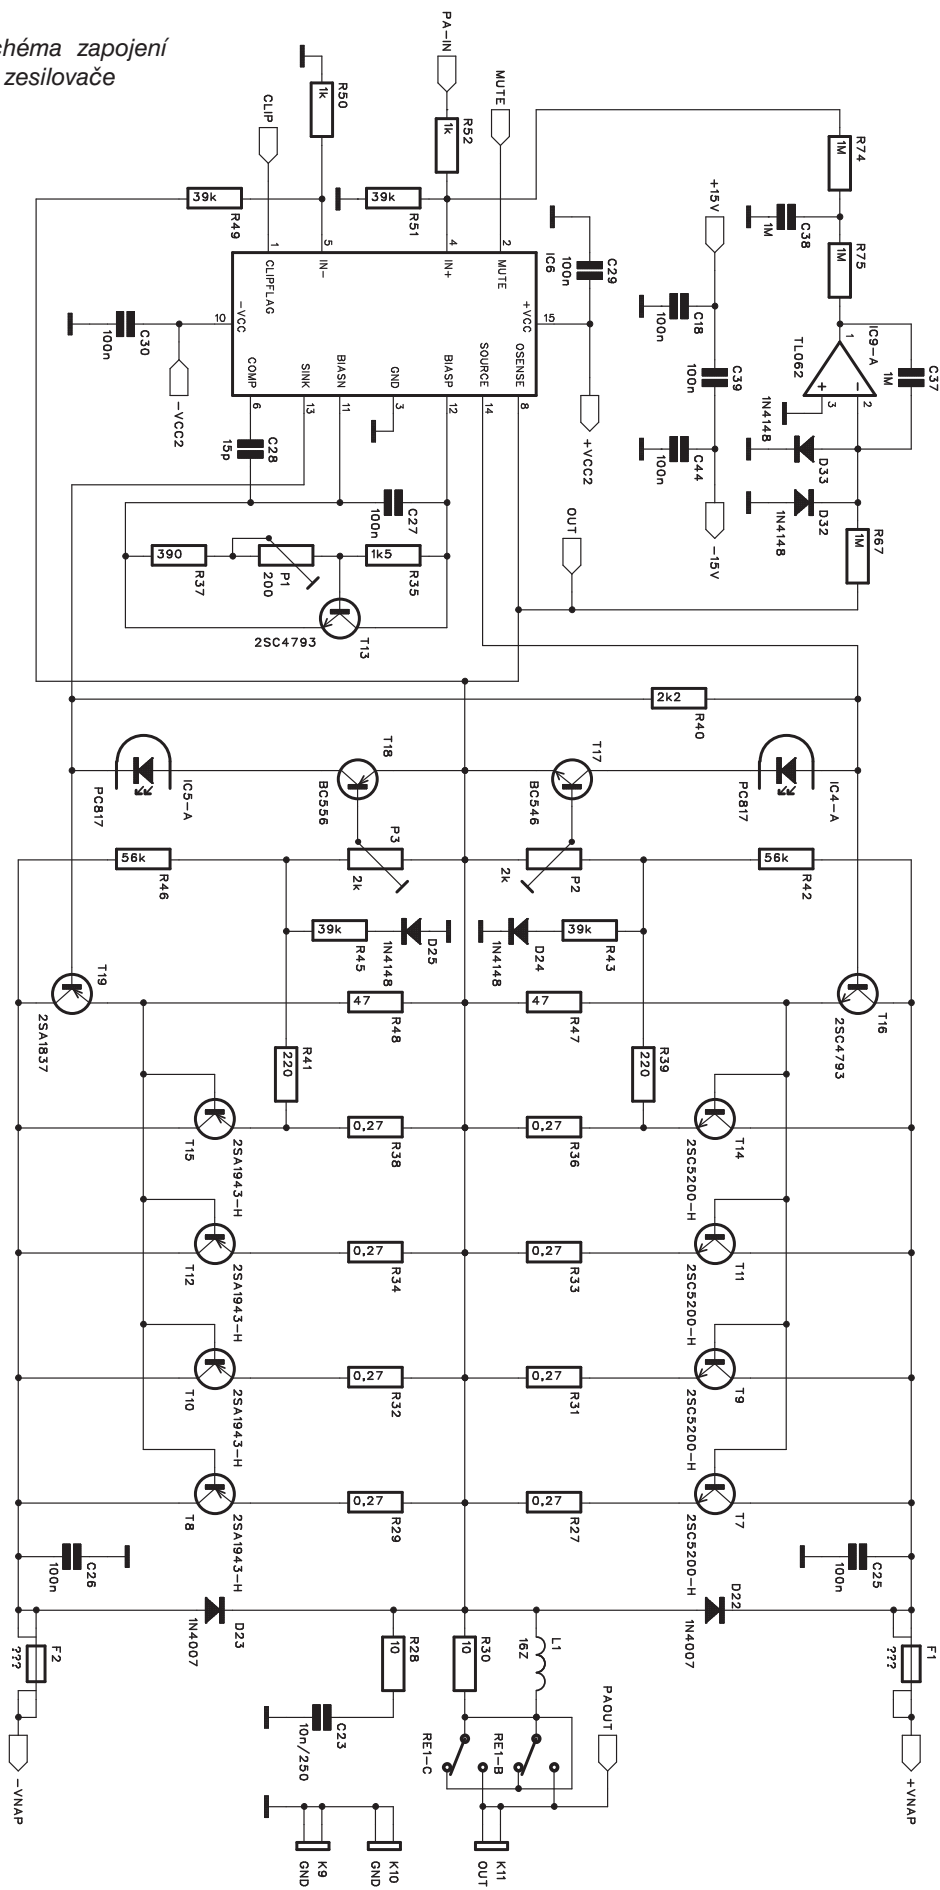 chéma zapojení
zesilovače
PA-IN
MUTE
CLIP
R50
1k
R52
1k
R49
39k
R51
39k
R74
1M
C38
1M
R75
1M
+15V
C29
100n
IC6
1
CLIPFLAG
5
IN-
4
IN+
2
MUTE
10
-VCC
15
+VCC
COMP
6
SINK
13
BIASN
11
GND
3
BIASP
12
SOURCE
14
OSENSE
8
C30
100n
-VCC2
+VCC2
C18
100n
C39
100n
C44
100n
-15V
IC9-A
TL062
1
3
2
+
-
C37
1M
1N4148
D33
D32
1N4148
R67
1M
OUT
C28
15p
C27
100n
390
R37
P1
200
1k5
R35
T13
2SC4793
2k2
R40
IC5-A
PC817
T18
BC556
T17
BC546
IC4-A
PC817
56k
R46
P3
2k
P2
2k
56k
R42
39k
R45
D25
1N4148
D24
1N4148
39k
R43
T19
2SA1837
47
R48
47
R47
T16
2SC4793
R41
220
R39
220
T15
2SA1943-H
0,27
R38
0,27
R36
T14
2SC5200-H
T12
2SA1943-H
0,27
R34
0,27
R33
T11
2SC5200-H
T10
2SA1943-H
0,27
R32
0,27
R31
T9
2SC5200-H
T8
2SA1943-H
0,27
R29
0,27
R27
T7
2SC5200-H
C26
100n
C25
100n
D23
1N4007
D22
1N4007
F2
???
R28
10
R30
10
L1
16Z
F1
???
C23
10n/250
RE1-C
RE1-B
PAOUT
-VNAP
+VNAP
K9
GND
K10
GND
K11
OUT